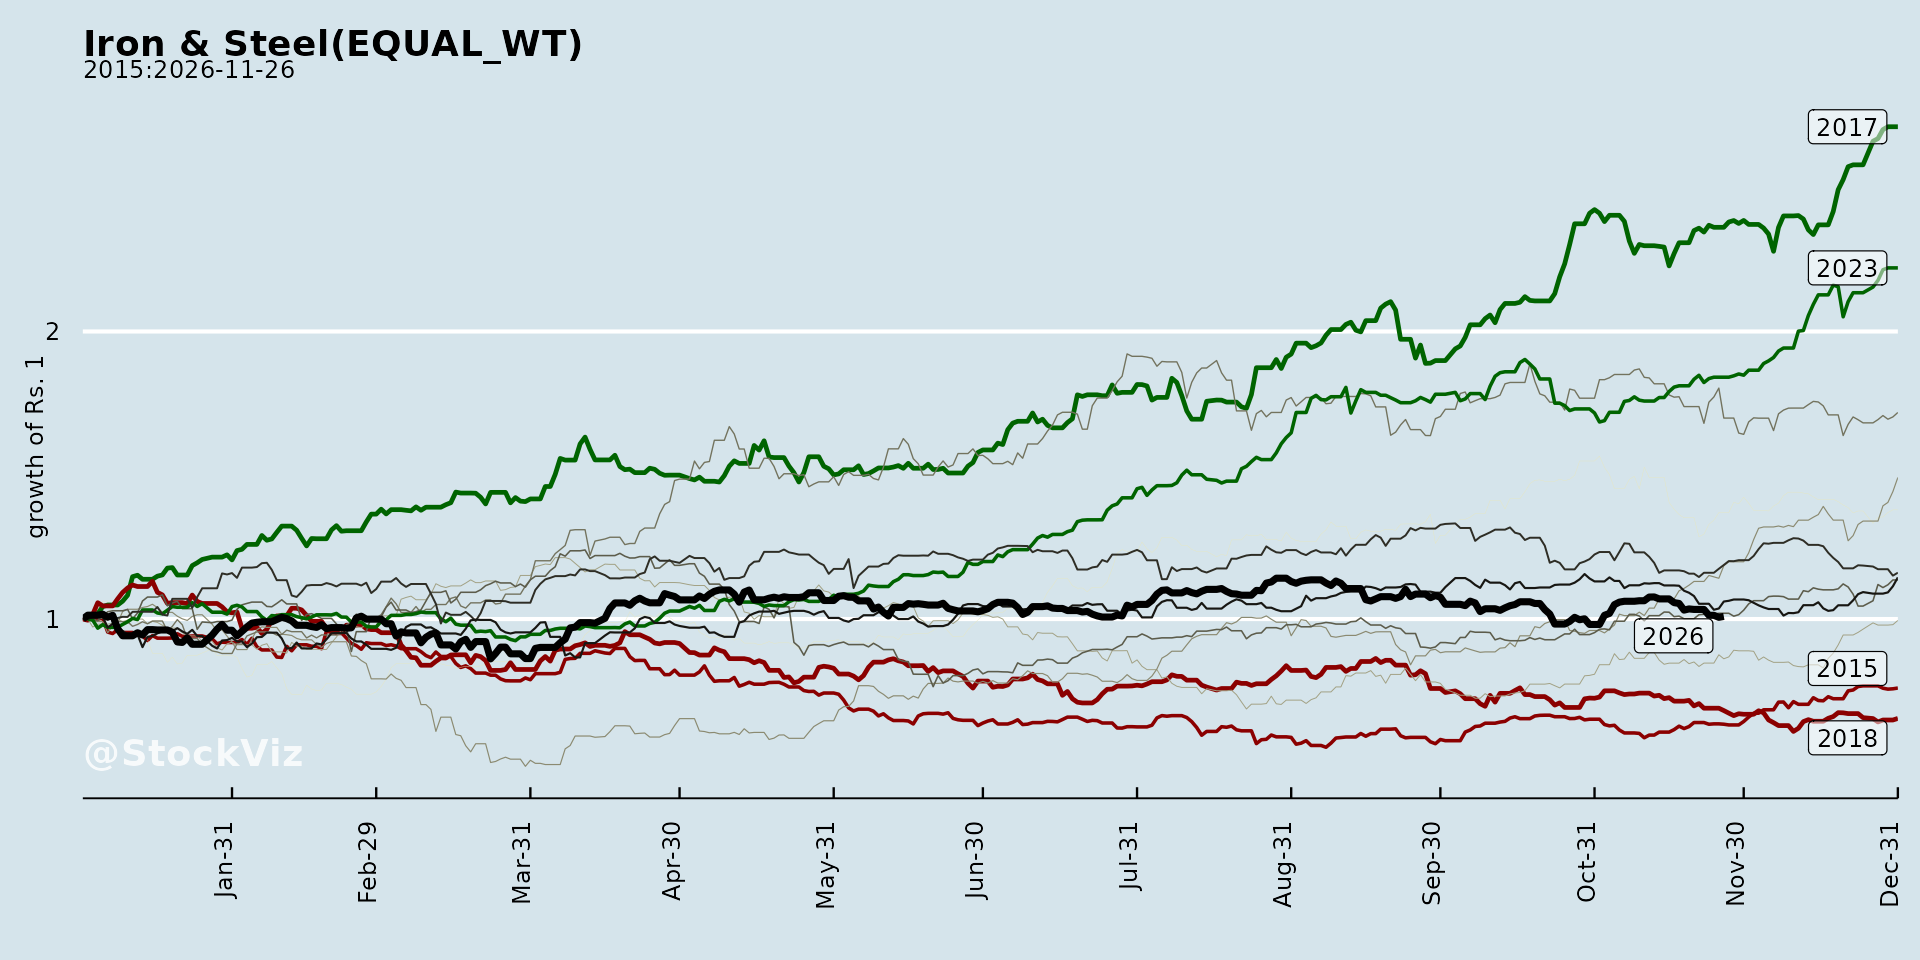 Iron & Steel(EQUAL_WT)
2015:2026-11-26
growth of Rs. 1
2
1
2017
2023
2026
2015
2018
@StockViz
Jan-31
Feb-29
Mar-31
Apr-30
May-31
Jun-30
Jul-31
Aug-31
Sep-30
Oct-31
Nov-30
Dec-31